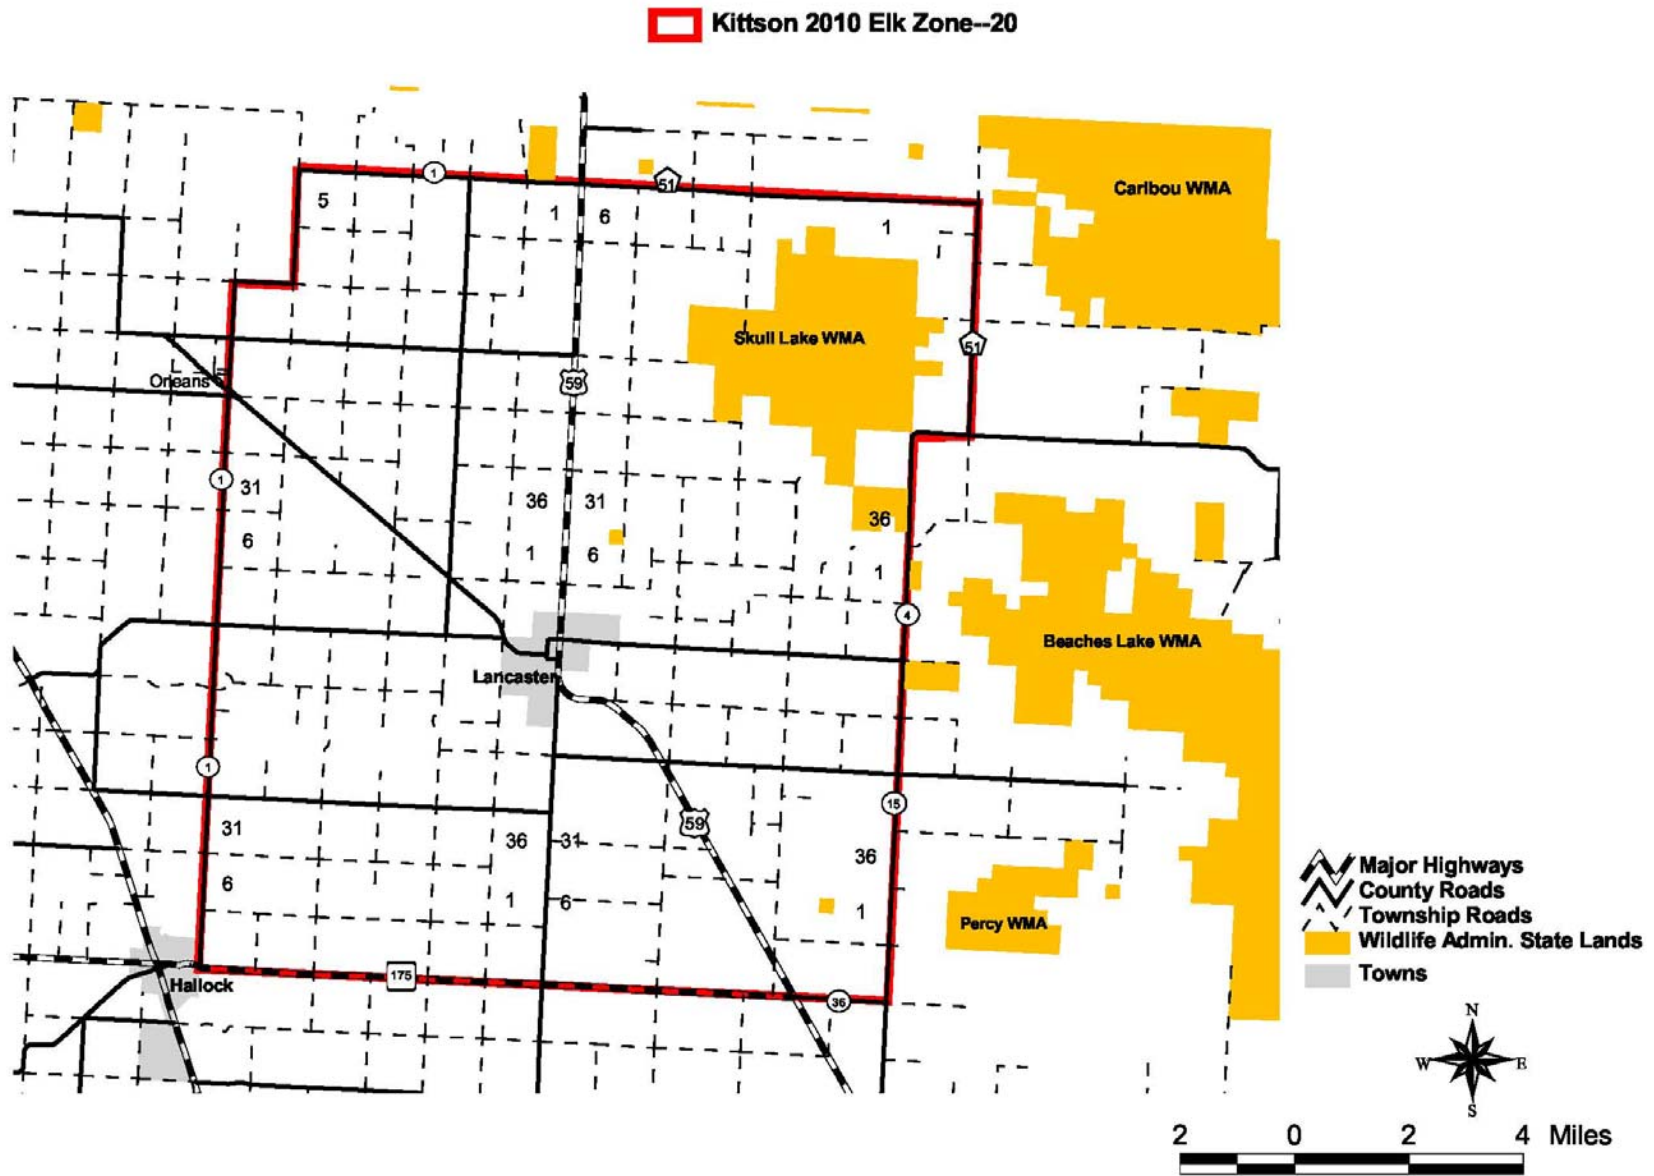 Kittson 2010 Elk Zone--20
1
51
Caribou WMA
5
1
6
1
Skull Lake WMA
51
Orleans
59
1
31
36
31
36
6
1
6
1
4
Beaches Lake WMA
Lancaster
1
15
59
31
36
31
36
6
1
6
1
Percy WMA
Major Highways
County Roads
Township Roads
Wildlife Admin. State Lands
Towns
175
Hallock
36
N
W
E
S
2 0 2 4 Miles